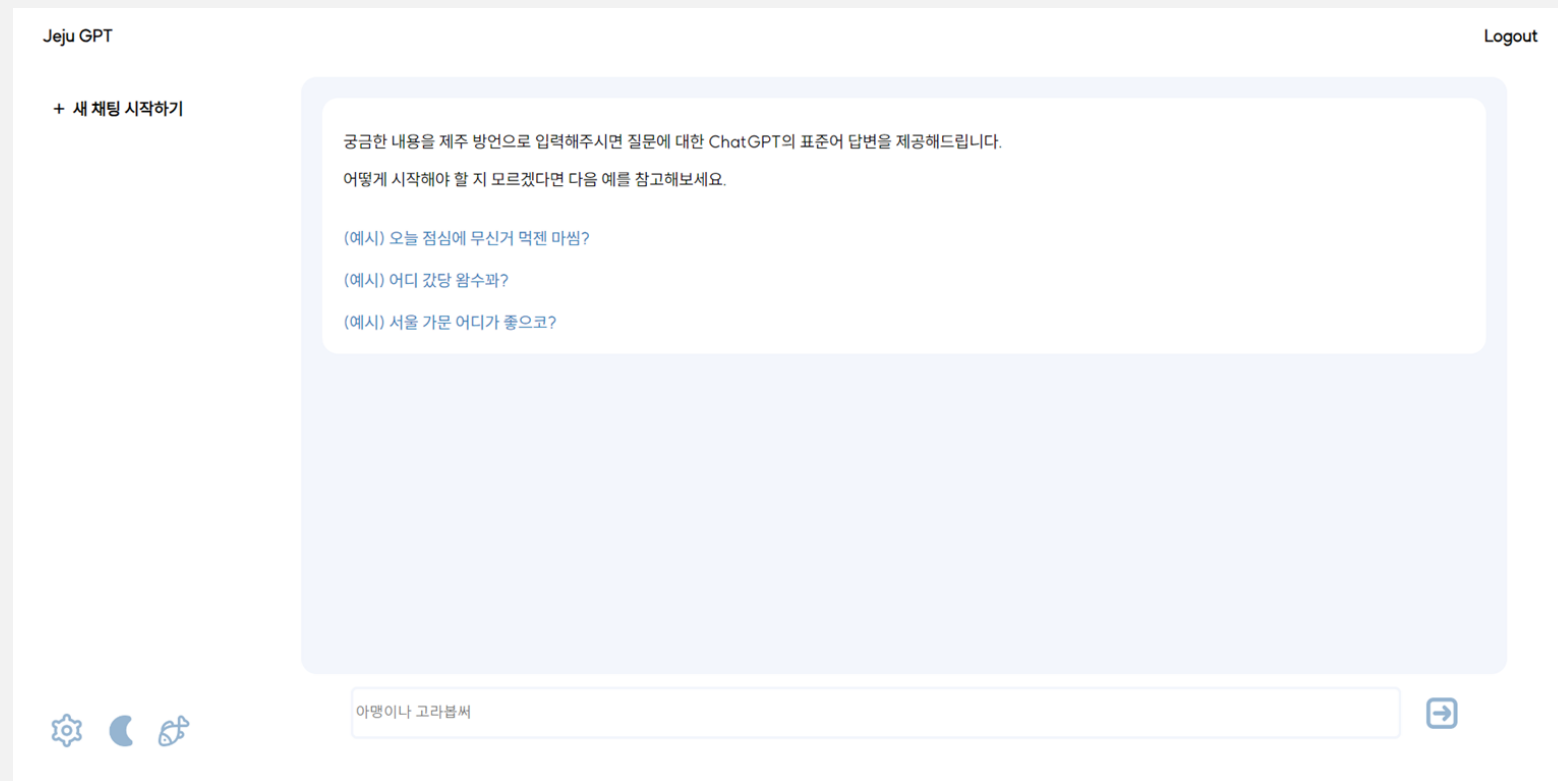 Jeju GPT
Logout
+ 새 채팅 시작하기
궁금한 내용을 제주 방언으로 입력해주시면 질문에 대한 ChatGPT의 표준어 답변을 제공해드립니다.
어떻게 시작해야 할 지 모르겠다면 다음 예를 참고해보세요.
(예시) 오늘 점심에 무신거 먹젠 마씸?
(예시) 어디 갔당 왐수꽈?
(예시) 서울 가문 어디가 좋으코?
아맹이나 고라봅써